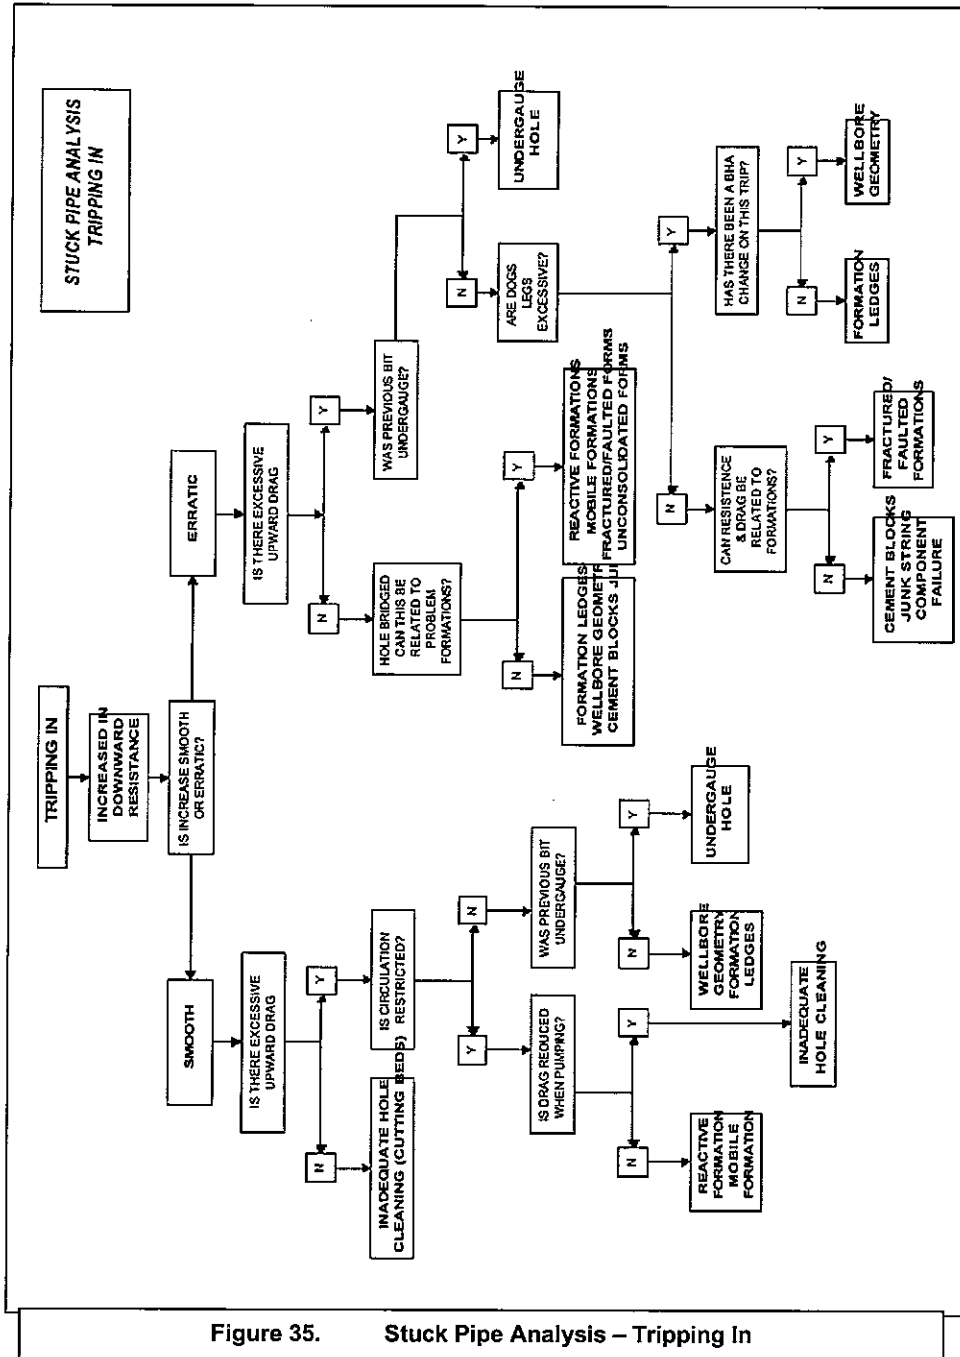 STUCK PIPE ANALYSIS
TRIPPING IN
TRIPPING IN
INCREASED IN
DOWNWARD
RESISTANCE
IS INCREASE SMOOTH
OR ERRATIC?
SMOOTH
ERRATIC
IS THERE EXCESSIVE
UPWARD DRAG
N
Y
INADEQUATE HOLE
CLEANING (CUTTING BEDS)
IS CIRCULATION
RESTRICTED?
Y
N
IS DRAG REDUCED
WHEN PUMPING?
WAS PREVIOUS BIT
UNDERGAUGE?
N
Y
N
Y
REACTIVE
FORMATION
MOBILE
FORMATION
INADEQUATE
HOLE CLEANING
WELLBORE
GEOMETRY
FORMATION
LEDGES
UNDERGAUGE
HOLE
IS THERE EXCESSIVE
UPWARD DRAG
N
Y
HOLE BRIDGED
CAN THIS BE
RELATED TO
PROBLEM
FORMATIONS?
WAS PREVIOUS BIT
UNDERGAUGE?
N
Y
FORMATION LEDGES
WELLBORE GEOMETR
CEMENT BLOCKS
REACTIVE FORMATIONS
MOBILE FORMATIONS
FRACTURED/FAULTED FORMS
UNCONSOLIDATED FORMS
N
Y
ARE DOGS
LEGS
EXCESSIVE?
UNDERGAUGE
HOLE
N
Y
CAN RESISTENCE
& DRAG BE
RELATED TO
FORMATIONS?
HAS THERE BEEN A BHA
CHANGE ON THIS TRIP?
N
Y
N
Y
CEMENT BLOCKS
JUNK STRING
COMPONENT
FAILURE
FRACTURED/
FAULTED
FORMATIONS
FORMATION
LEDGES
WELLBORE
GEOMETRY
Figure 35. Stuck Pipe Analysis – Tripping In